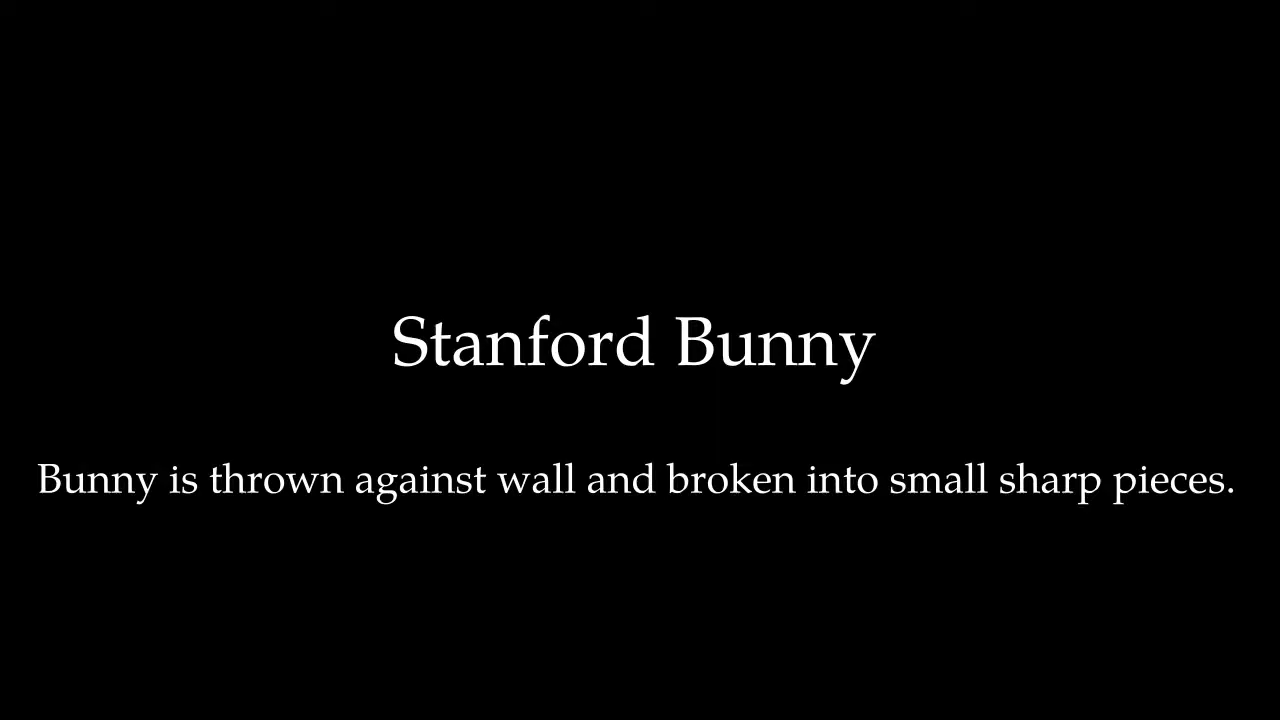 Stanford Bunny
Bunny is thrown against wall and broken into small sharp pieces.